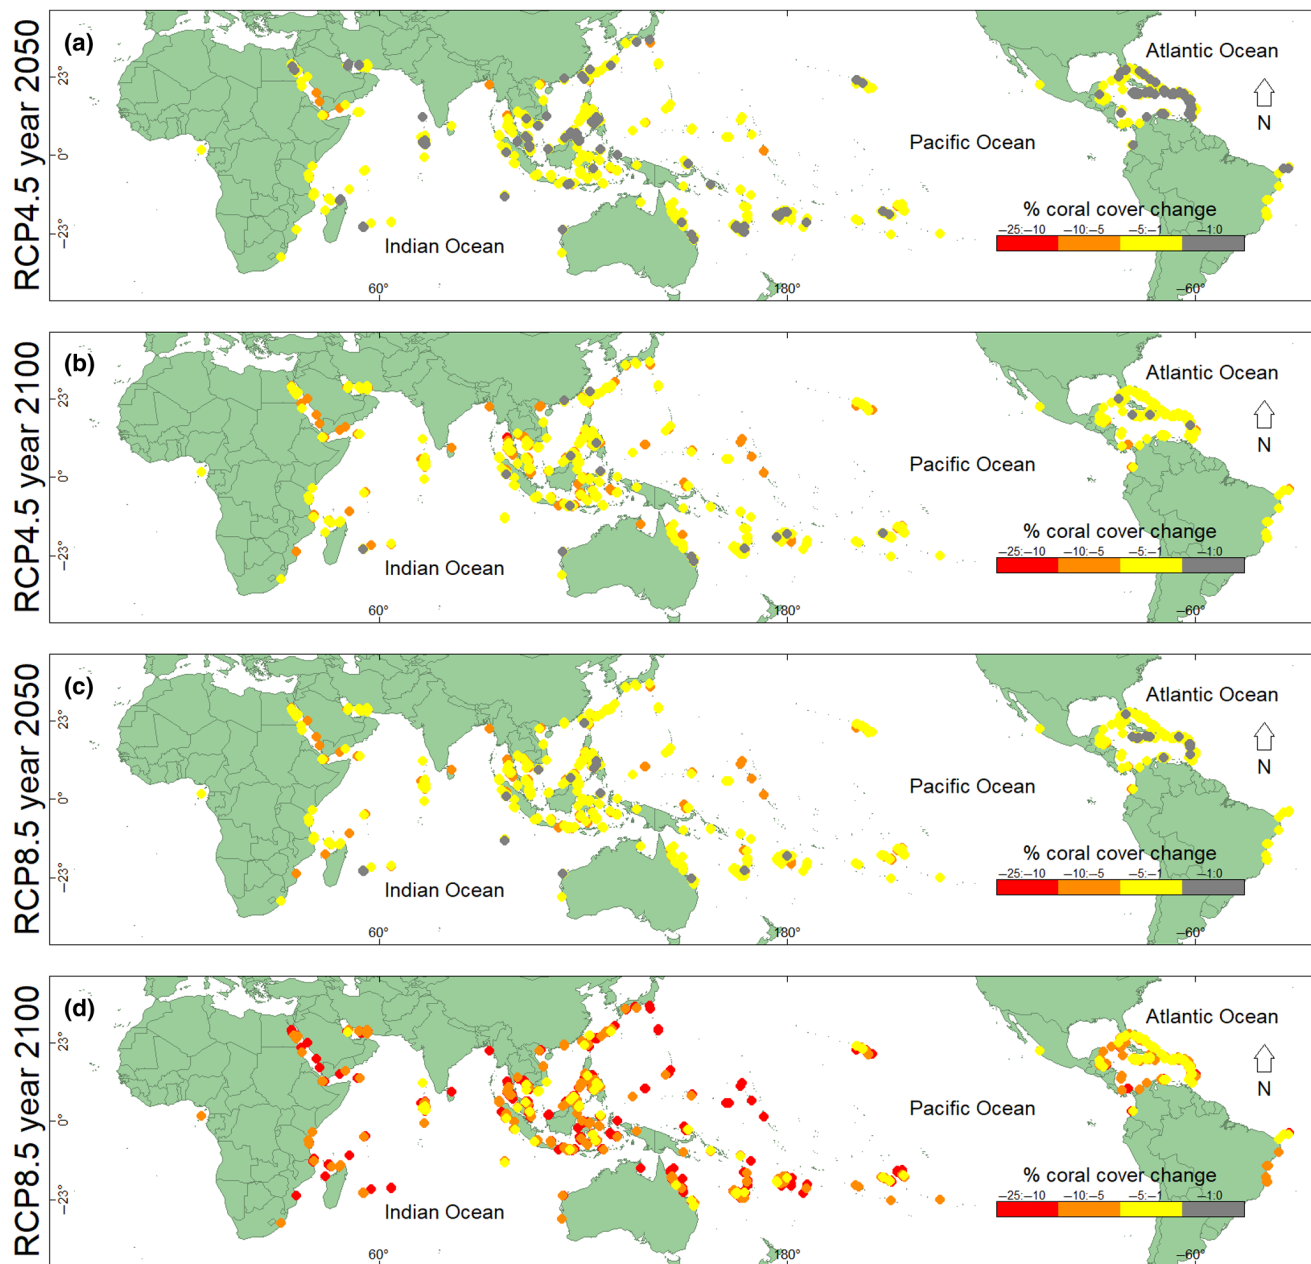 RCP4.5 year 2050
(a)
Atlantic Ocean
N
Pacific Ocean
Indian Ocean
% coral cover change
−25:−10 −10:−5 −5:−1 −1:0
23°
0
−23°
60° 180° −60°
RCP4.5 year 2100
(b)
Atlantic Ocean
N
Pacific Ocean
Indian Ocean
% coral cover change
−25:−10 −10:−5 −5:−1 −1:0
23°
0
−23°
60° 180° −60°
RCP8.5 year 2050
(c)
Atlantic Ocean
N
Pacific Ocean
Indian Ocean
% coral cover change
−25:−10 −10:−5 −5:−1 −1:0
23°
0
−23°
60° 180° −60°
RCP8.5 year 2100
(d)
Atlantic Ocean
N
Pacific Ocean
Indian Ocean
% coral cover change
−25:−10 −10:−5 −5:−1 −1:0
23°
0
−23°
60° 180° −60°